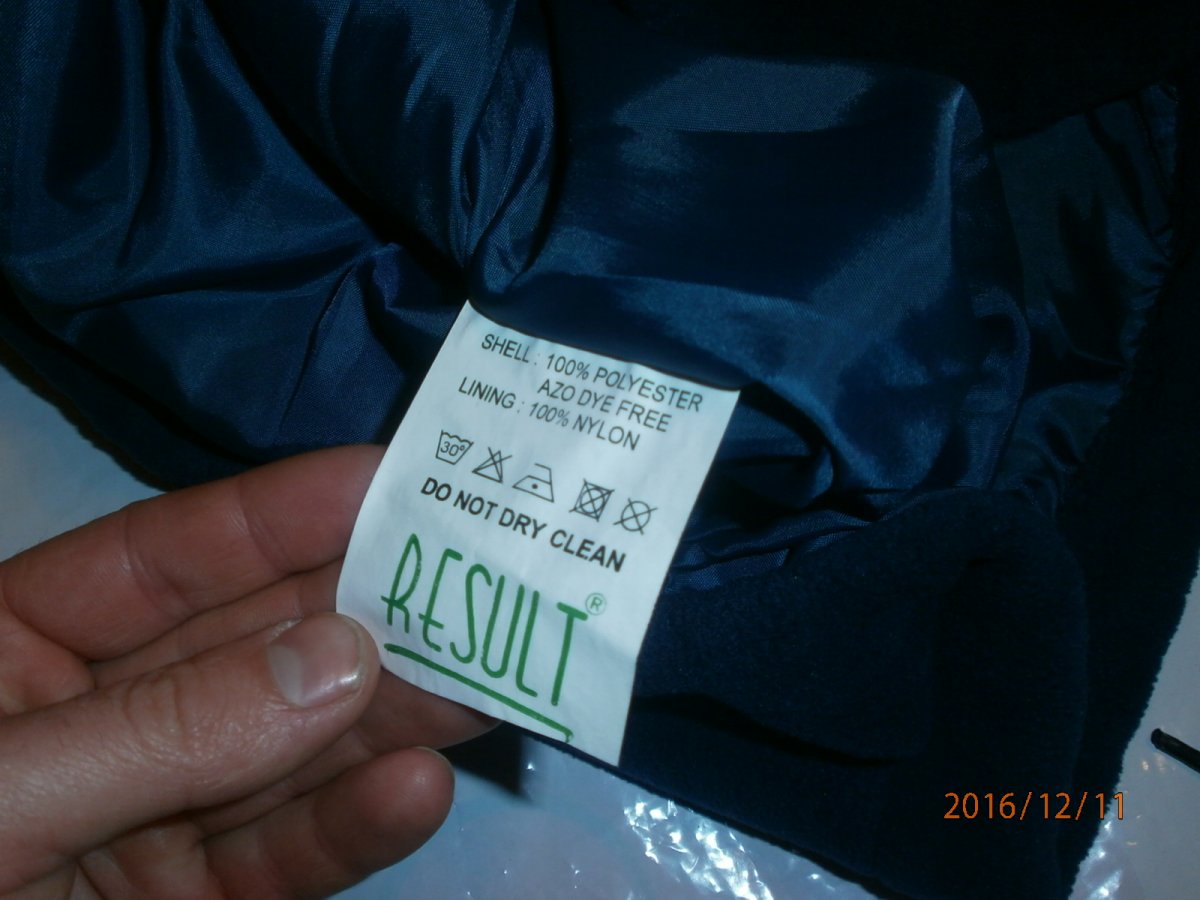 SHELL : 100% POLYESTER
AZO DYE FREE
LINING : 100% NYLON
30°
DO NOT DRY CLEAN
RESULT®
2016/12/11